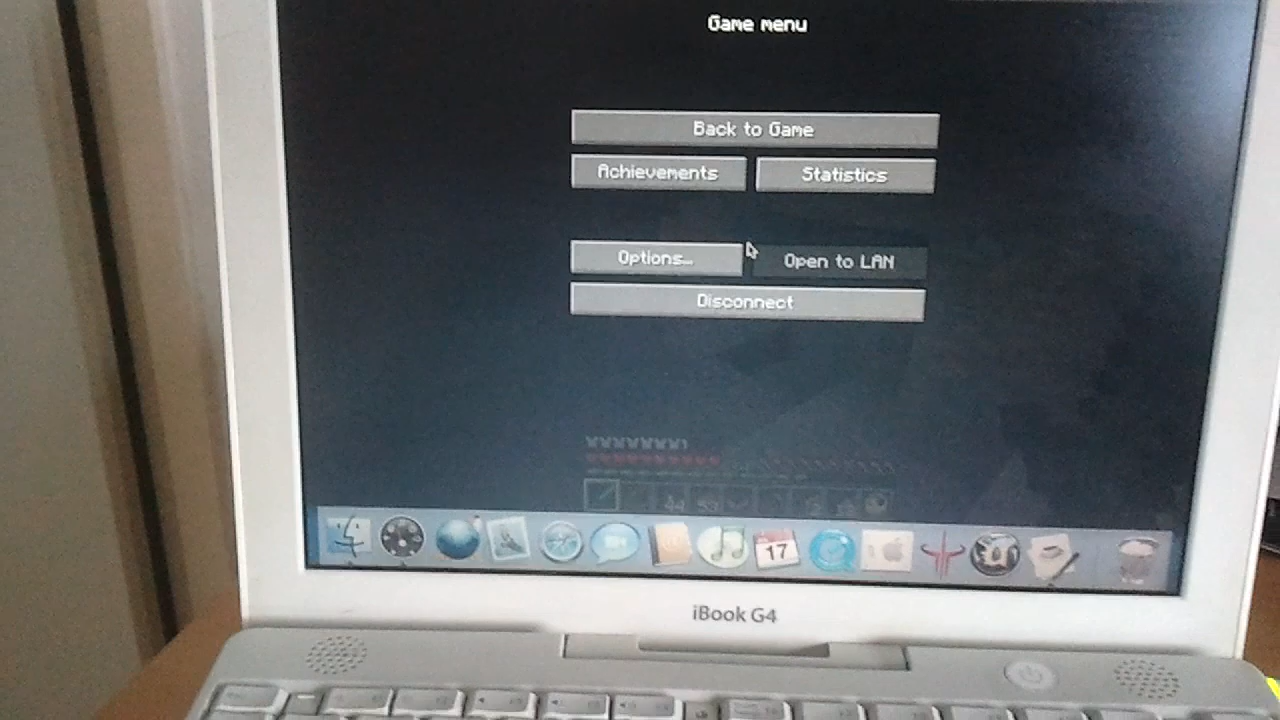 Game menu
Back to Game
Achievements
Statistics
Options...
Open to LAN
Disconnect
17
iBook G4